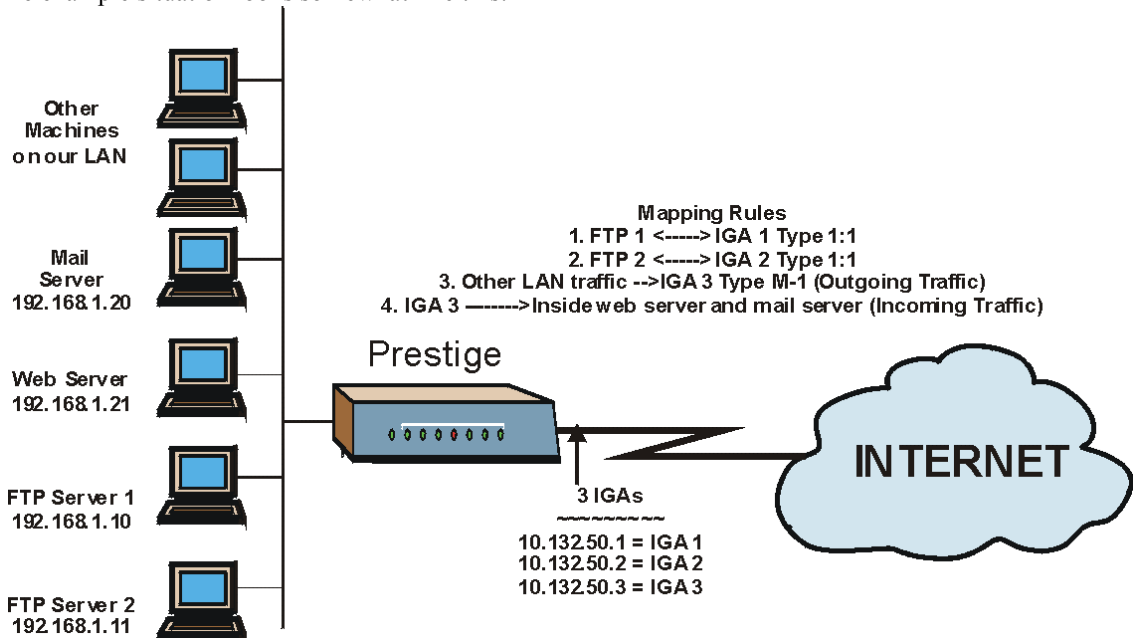 Other
Machines
on our LAN
Mail
Server
192.168.1.20
Web Server
192.168.1.21
FTP Server 1
192.168.1.10
FTP Server 2
192.168.1.11
Mapping Rules
1. FTP 1 <-----> IGA 1 Type 1:1
2. FTP 2 <-----> IGA 2 Type 1:1
3. Other LAN traffic -->IGA 3 Type M-1 (Outgoing Traffic)
4. IGA 3 ------->Inside web server and mail server (Incoming Traffic)
Prestige
3 IGAs
~~~~~~~~~
10.132.50.1 = IGA 1
10.132.50.2 = IGA 2
10.132.50.3 = IGA 3
INTERNET